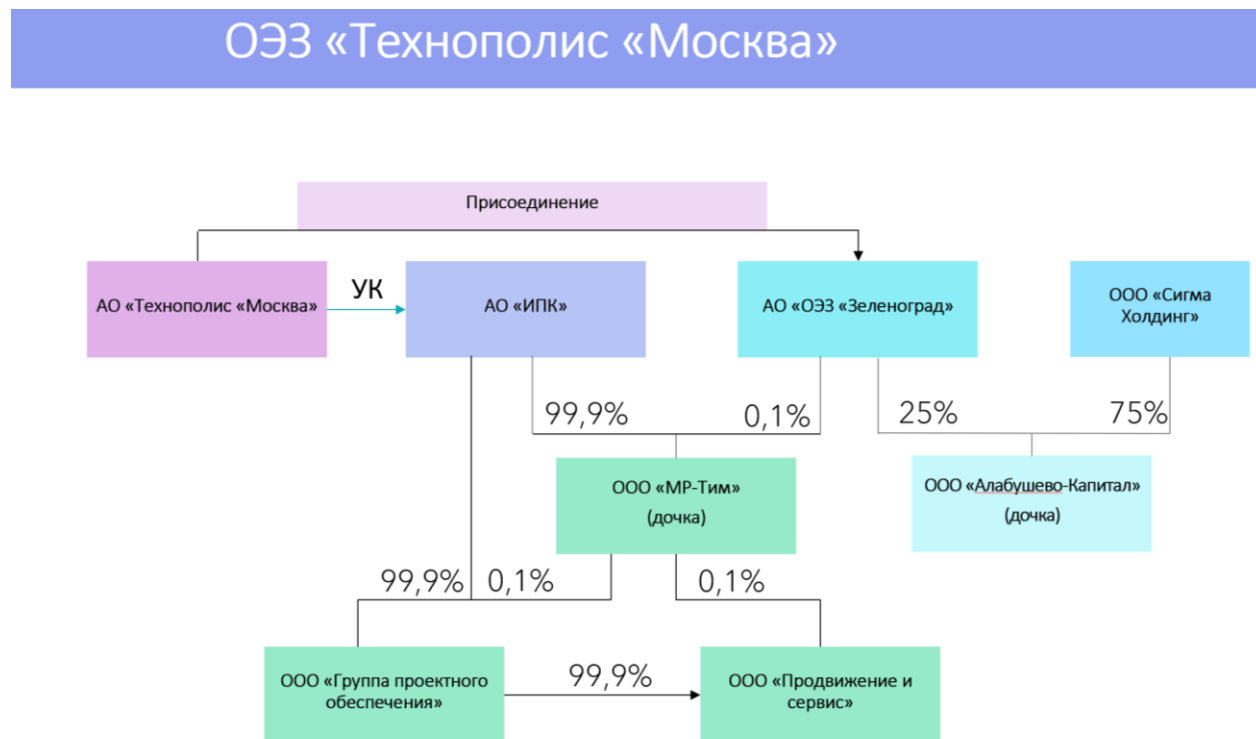 ОЭЗ «Технополис «Москва»
Присоединение
АО «Технополис «Москва»
УК
АО «ИПК»
АО «ОЭЗ «Зеленоград»
ООО «Сигма
Холдинг»
99,9%
0,1%
25%
75%
ООО «МР-Тим»
(дочка)
ООО «Алабушево-Капитал»
(дочка)
99,9%
0,1%
0,1%
ООО «Группа проектного
обеспечения»
99,9%
ООО «Продвижение и
сервис»